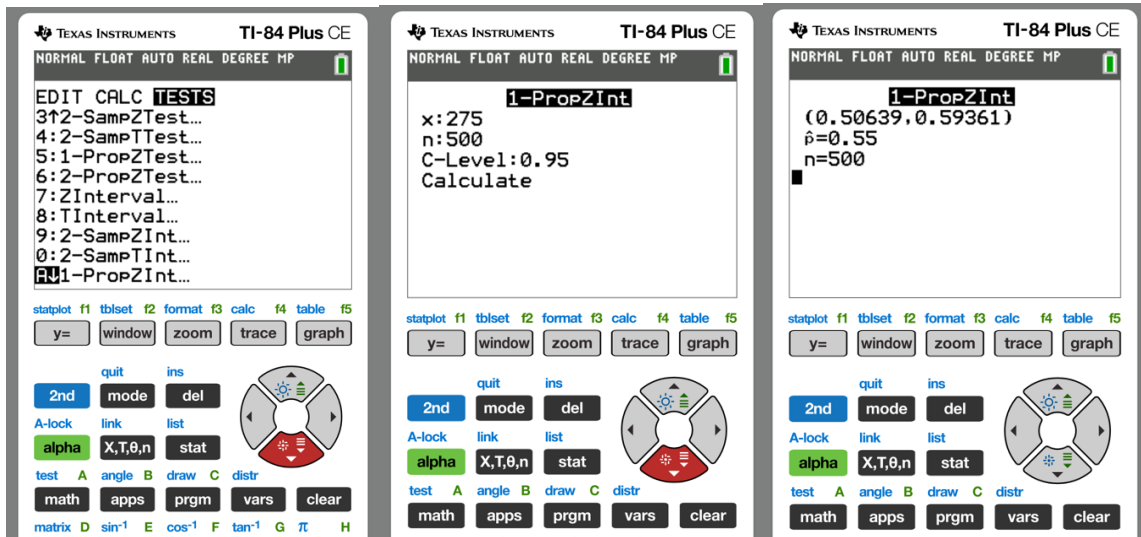 TEXAS INSTRUMENTS TI-84 Plus CE
NORMAL FLOAT AUTO REAL DEGREE MP
EDIT CALC TESTS
3↑2-SampZTest…
4:2-SampTTest…
5:1-PropZTest…
6:2-PropZTest…
7:ZInterval…
8:TInterval…
9:2-SampZInt…
0:2-SampTInt…
A↓1-PropZInt…
statplot f1 tblset f2 format f3 calc f4 table f5
y= window zoom trace graph
quit ins
2nd mode del
A-lock link list
alpha X,T,θ,n stat
test A angle B draw C distr
math apps prgm vars clear
matrix D sin-1 E cos-1 F tan-1 G π H
TEXAS INSTRUMENTS TI-84 Plus CE
NORMAL FLOAT AUTO REAL DEGREE MP
1-PropZInt
x:275
n:500
C-Level:0.95
Calculate
statplot f1 tblset f2 format f3 calc f4 table f5
y= window zoom trace graph
quit ins
2nd mode del
A-lock link list
alpha X,T,θ,n stat
test A angle B draw C distr
math apps prgm vars clear
TEXAS INSTRUMENTS TI-84 Plus CE
NORMAL FLOAT AUTO REAL DEGREE MP
1-PropZInt
(0.50639,0.59361)
p̂=0.55
n=500
statplot f1 tblset f2 format f3 calc f4 table f5
y= window zoom trace graph
quit ins
2nd mode del
A-lock link list
alpha X,T,θ,n stat
test A angle B draw C distr
math apps prgm vars clear